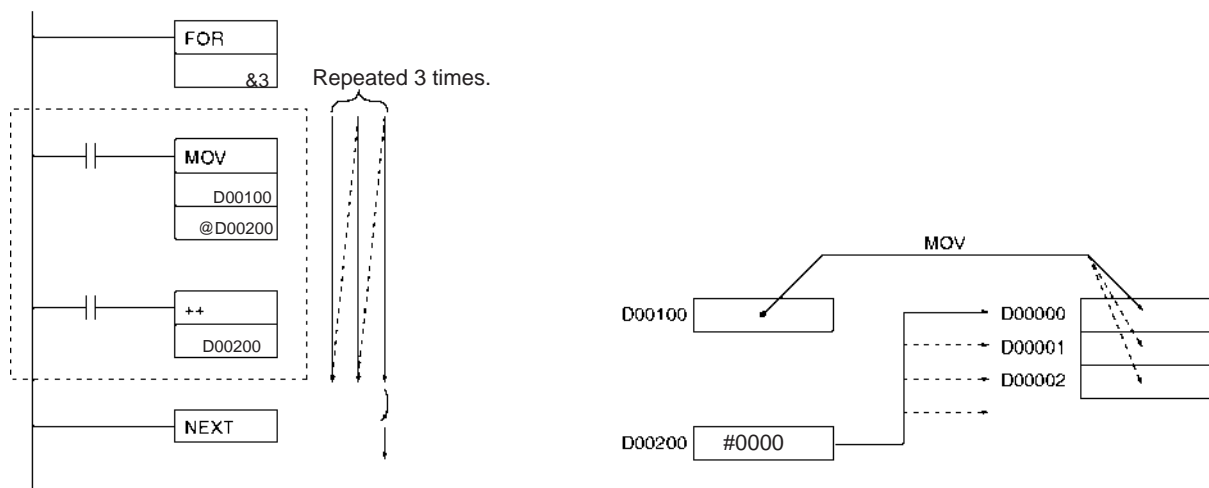 FOR
&3
Repeated 3 times.
MOV
D00100
@D00200
++
D00200
NEXT
MOV
D00100
D00000
D00001
D00002
D00200
#0000